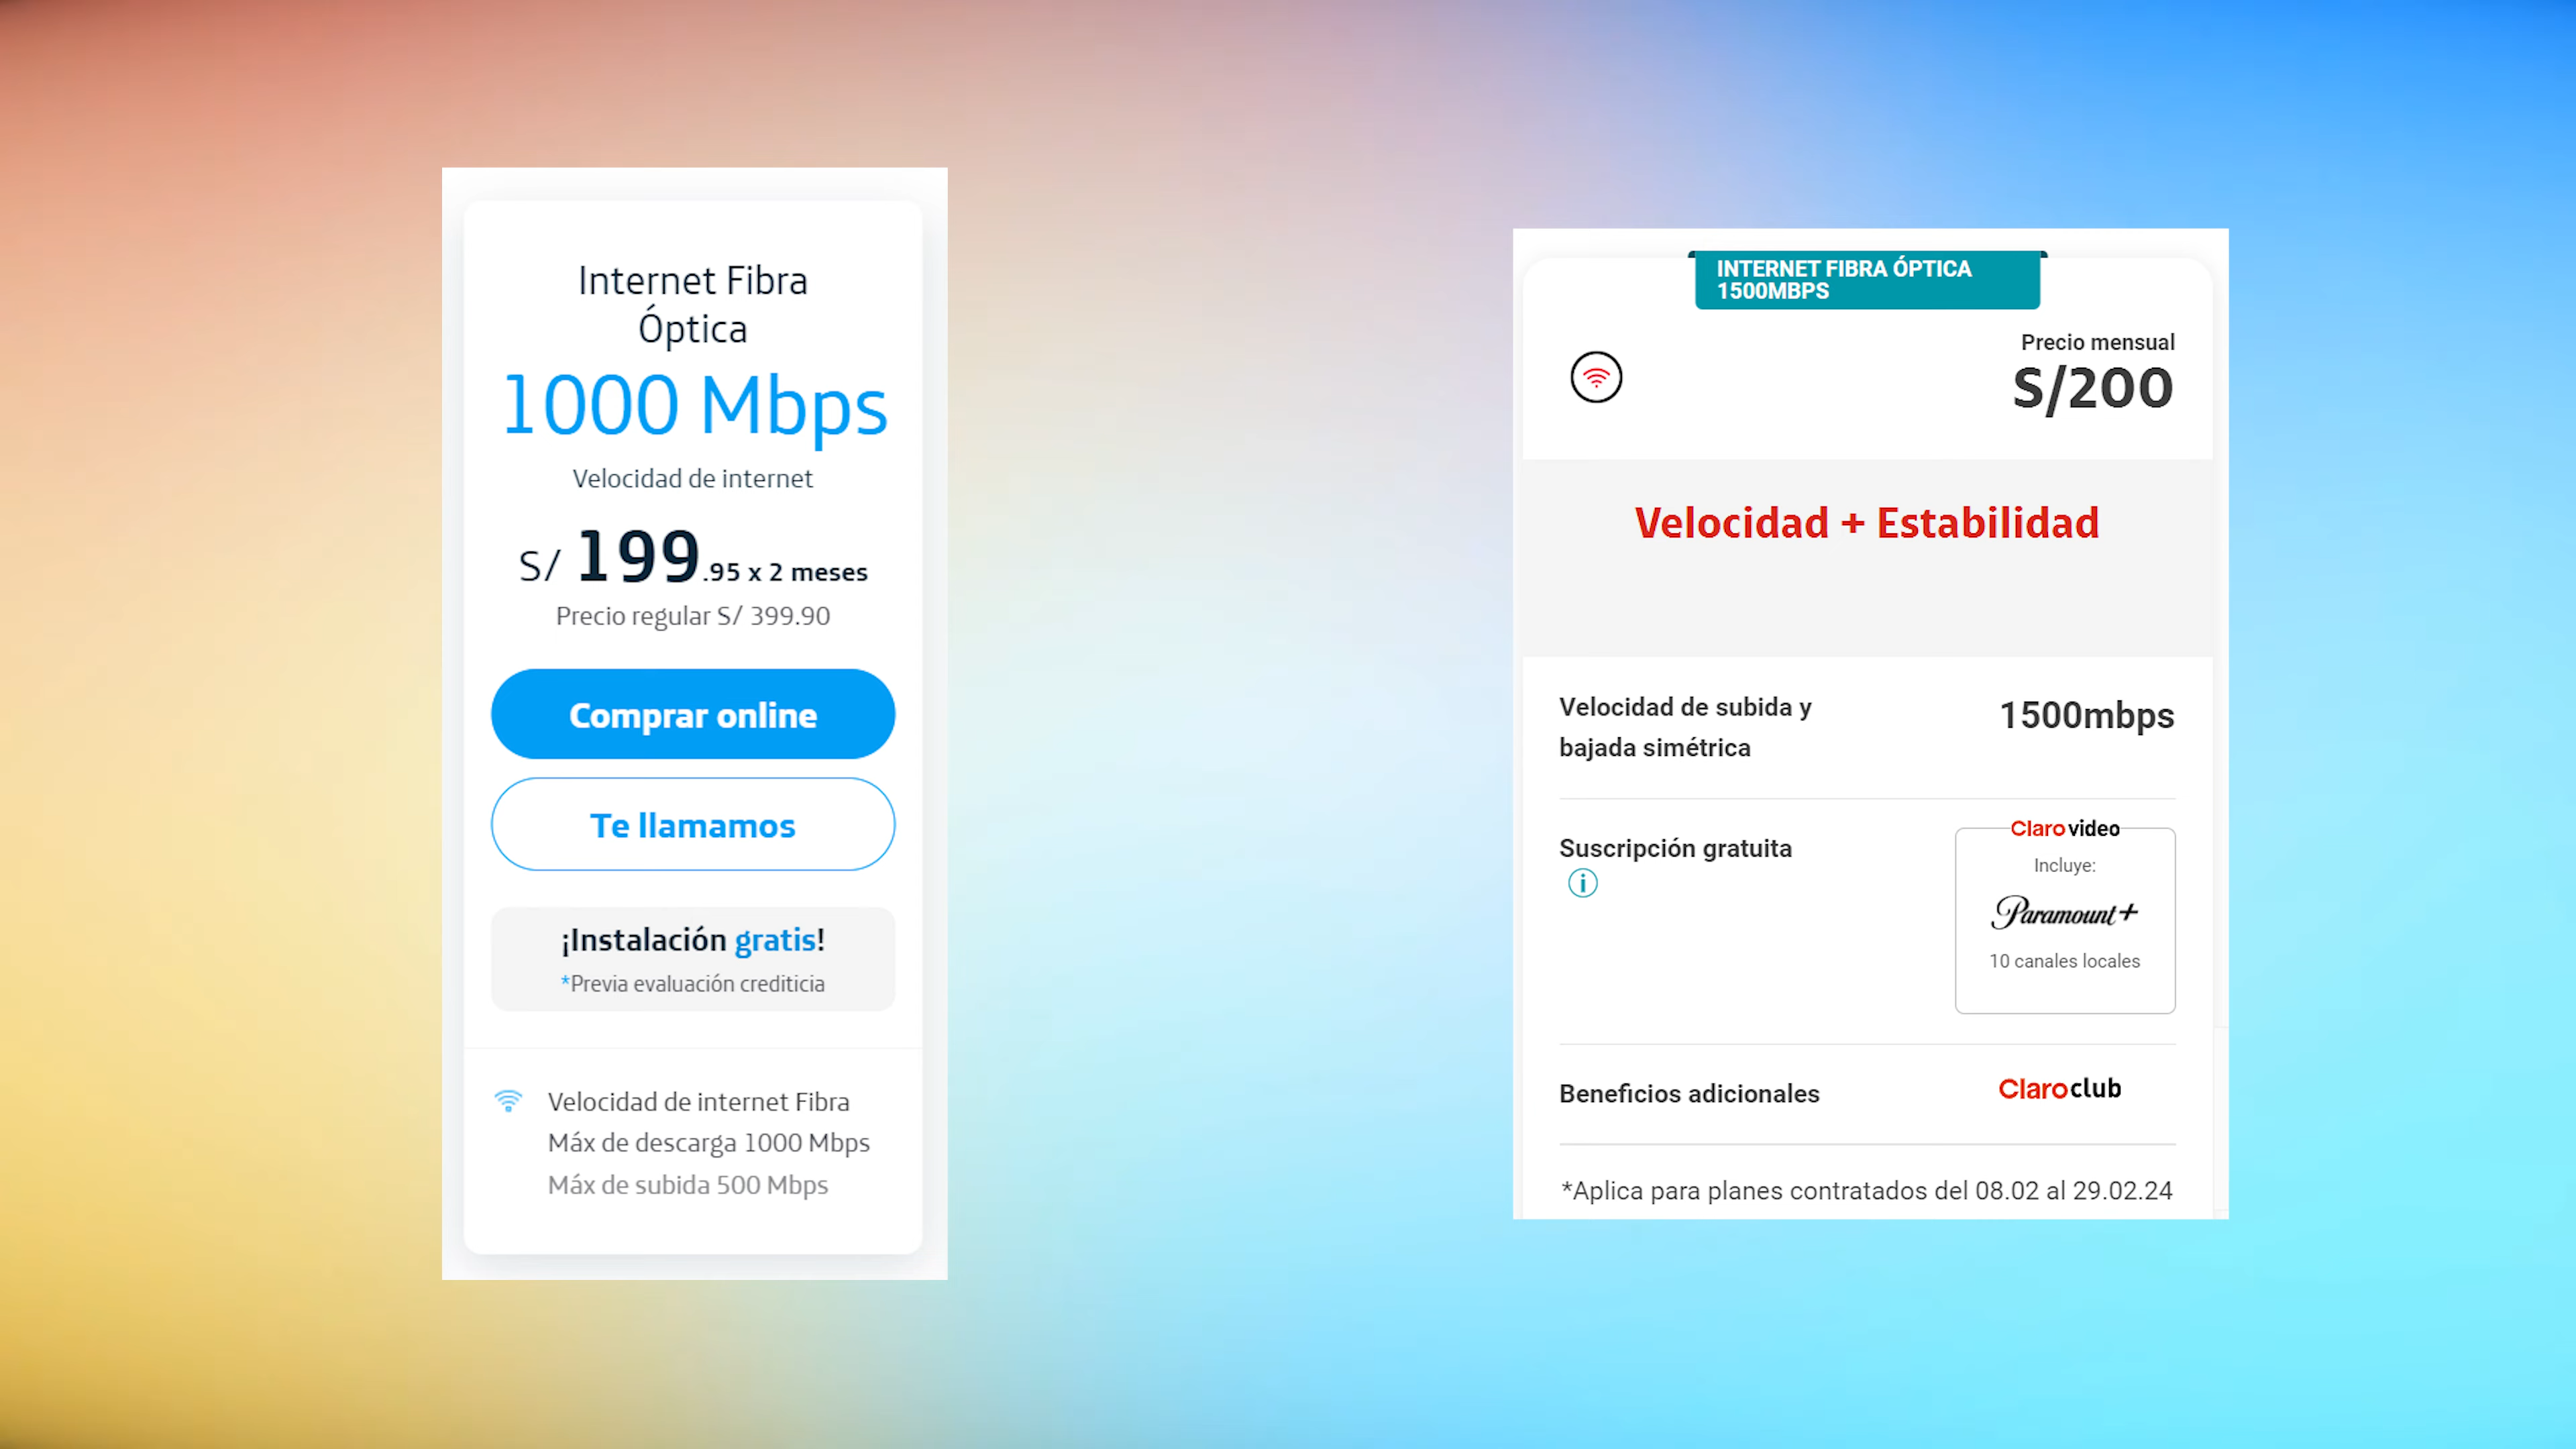 Internet Fibra
Óptica
1000 Mbps
Velocidad de internet
S/ 199.95 x 2 meses
Precio regular S/ 399.90
Comprar online
Te llamamos
¡Instalación gratis!
*Previa evaluación crediticia
Velocidad de internet Fibra
Máx de descarga 1000 Mbps
Máx de subida 500 Mbps
INTERNET FIBRA ÓPTICA
1500MBPS
Precio mensual
S/200
Velocidad + Estabilidad
Velocidad de subida y
bajada simétrica
1500mbps
Suscripción gratuita
Claro video
Incluye:
Paramount+
10 canales locales
Beneficios adicionales
Claro club
*Aplica para planes contratados del 08.02 al 29.02.24